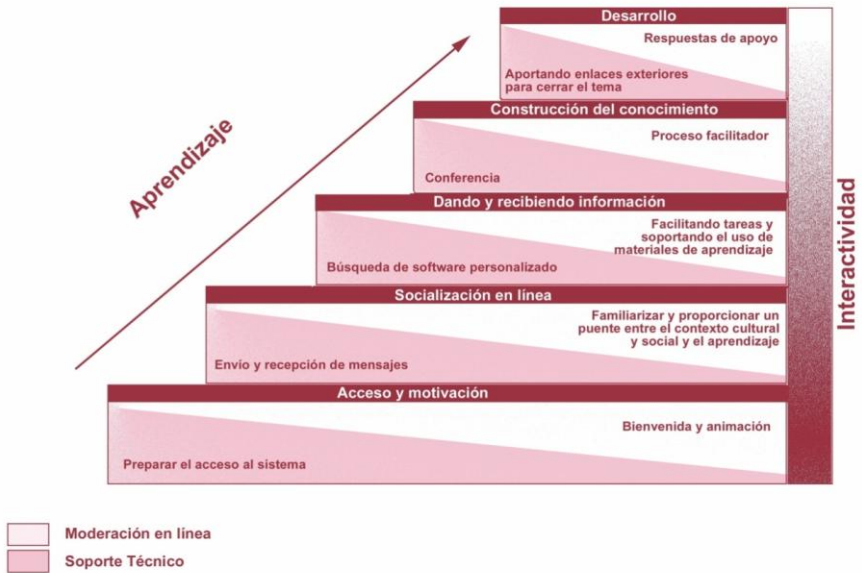 Desarrollo
Respuestas de apoyo
Aportando enlaces exteriores
para cerrar el tema
Construcción del conocimiento
Proceso facilitador
Conferencia
Dando y recibiendo información
Facilitando tareas y
soportando el uso de
materiales de aprendizaje
Búsqueda de software personalizado
Socialización en línea
Familiarizar y proporcionar un
puente entre el contexto cultural
y social y el aprendizaje
Envio y recepción de mensajes
Acceso y motivación
Bienvenida y animación
Preparar el acceso al sistema
Aprendizaje
Interactividad
Moderación en línea
Soporte Técnico